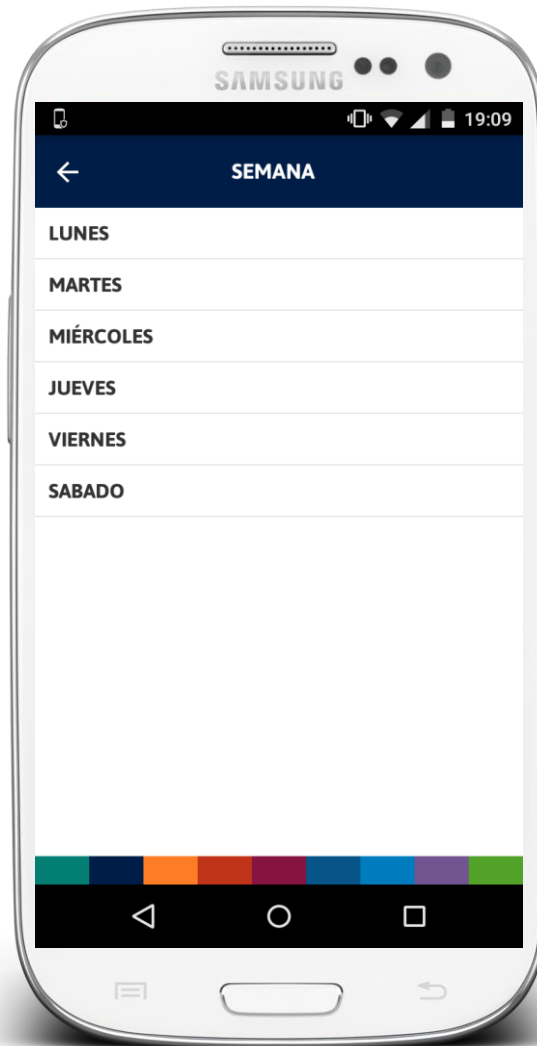 SAMSUNG
19:09
SEMANA
LUNES
MARTES
MIÉRCOLES
JUEVES
VIERNES
SABADO